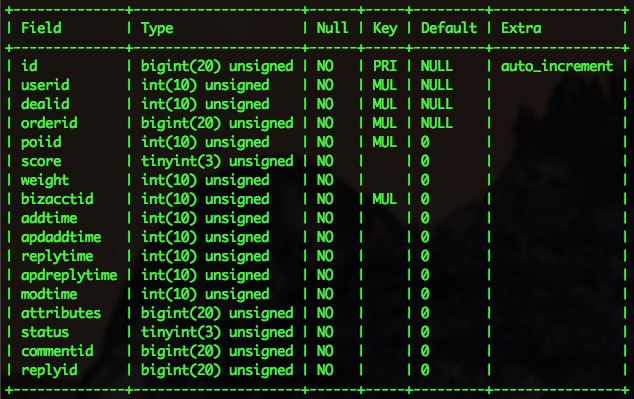 +---------------+---------------------+------+-----+---------+----------------+
| Field | Type | Null | Key | Default | Extra |
+---------------+---------------------+------+-----+---------+----------------+
| id | bigint(20) unsigned | NO | PRI | NULL | auto_increment |
| userid | int(10) unsigned | NO | MUL | NULL | |
| dealid | int(10) unsigned | NO | MUL | NULL | |
| orderid | bigint(20) unsigned | NO | MUL | NULL | |
| poiid | int(10) unsigned | NO | MUL | 0 | |
| score | tinyint(3) unsigned | NO | | 0 | |
| weight | int(10) unsigned | NO | | 0 | |
| bizacctid | int(10) unsigned | NO | MUL | 0 | |
| addtime | int(10) unsigned | NO | | 0 | |
| apdaddtime | int(10) unsigned | NO | | 0 | |
| replytime | int(10) unsigned | NO | | 0 | |
| apdreplytime | int(10) unsigned | NO | | 0 | |
| modtime | int(10) unsigned | NO | | 0 | |
| attributes | bigint(20) unsigned | NO | | 0 | |
| status | tinyint(3) unsigned | NO | | 0 | |
| commentid | bigint(20) unsigned | NO | | 0 | |
| replyid | bigint(20) unsigned | NO | | 0 | |
+---------------+---------------------+------+-----+---------+----------------+